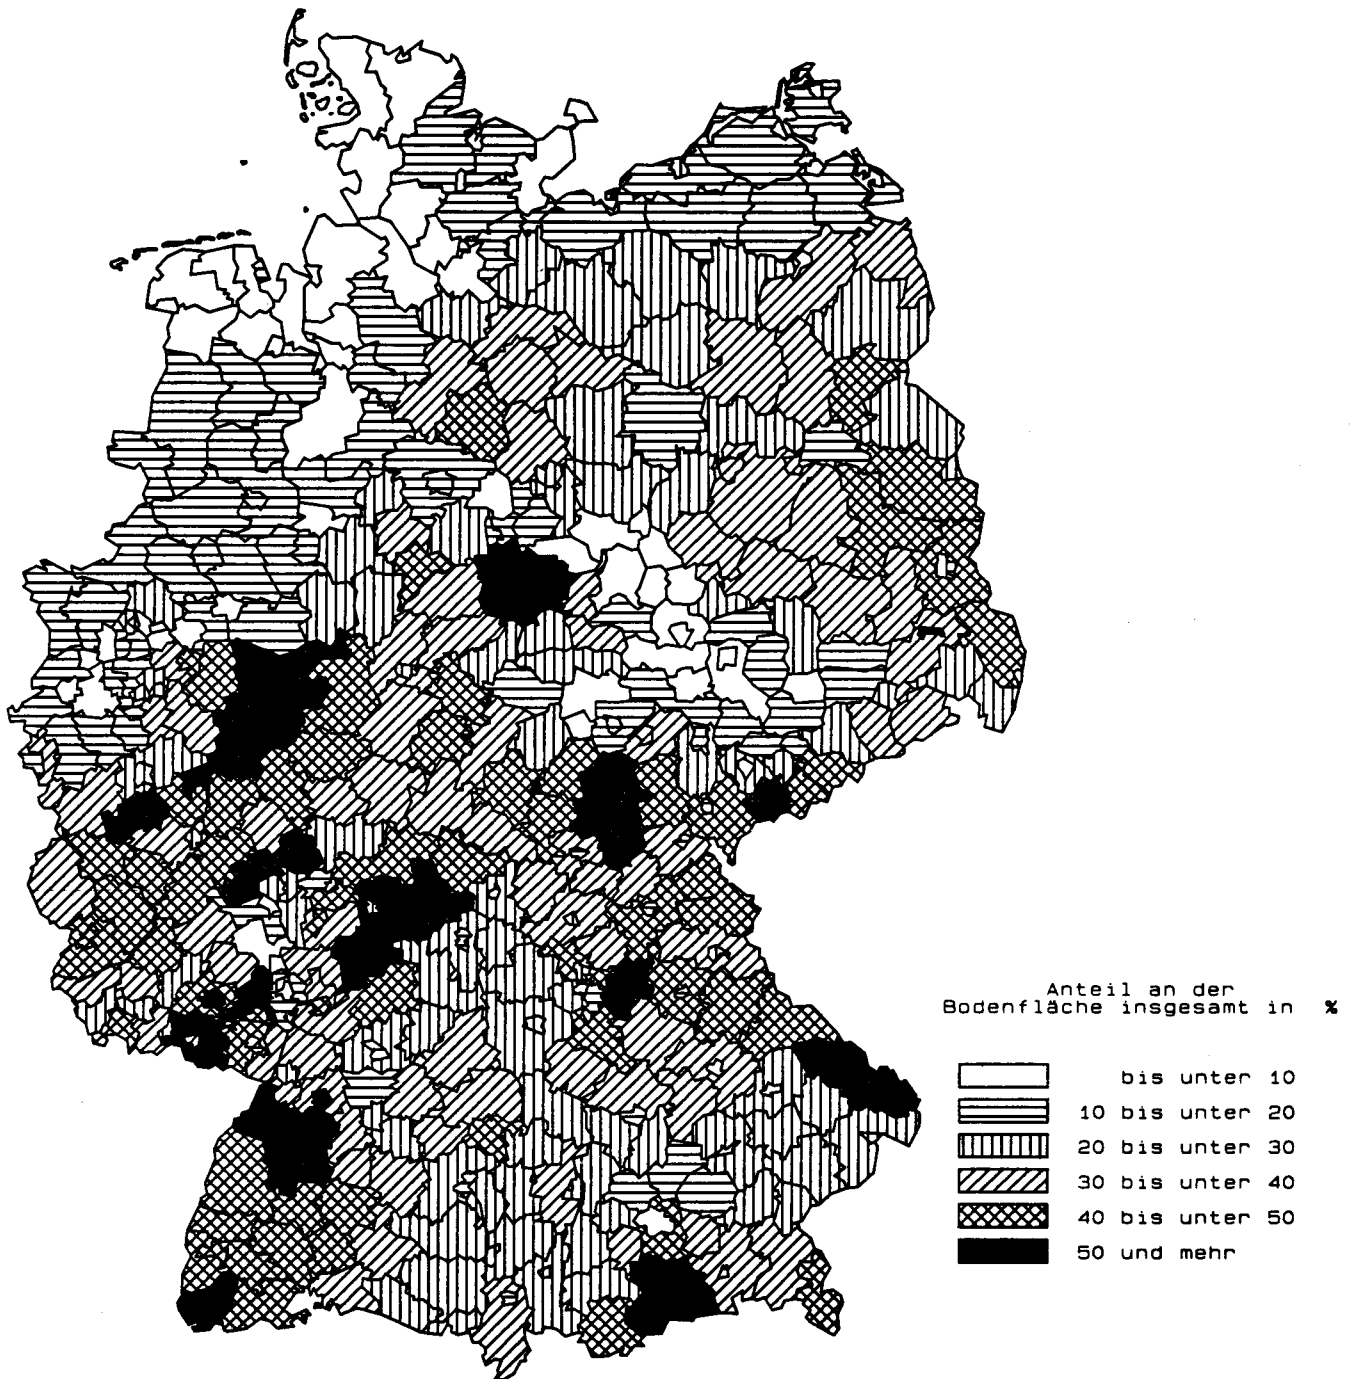 Anteil an der
Bodenfläche insgesamt in %
bis unter 10
10 bis unter 20
20 bis unter 30
30 bis unter 40
40 bis unter 50
50 und mehr